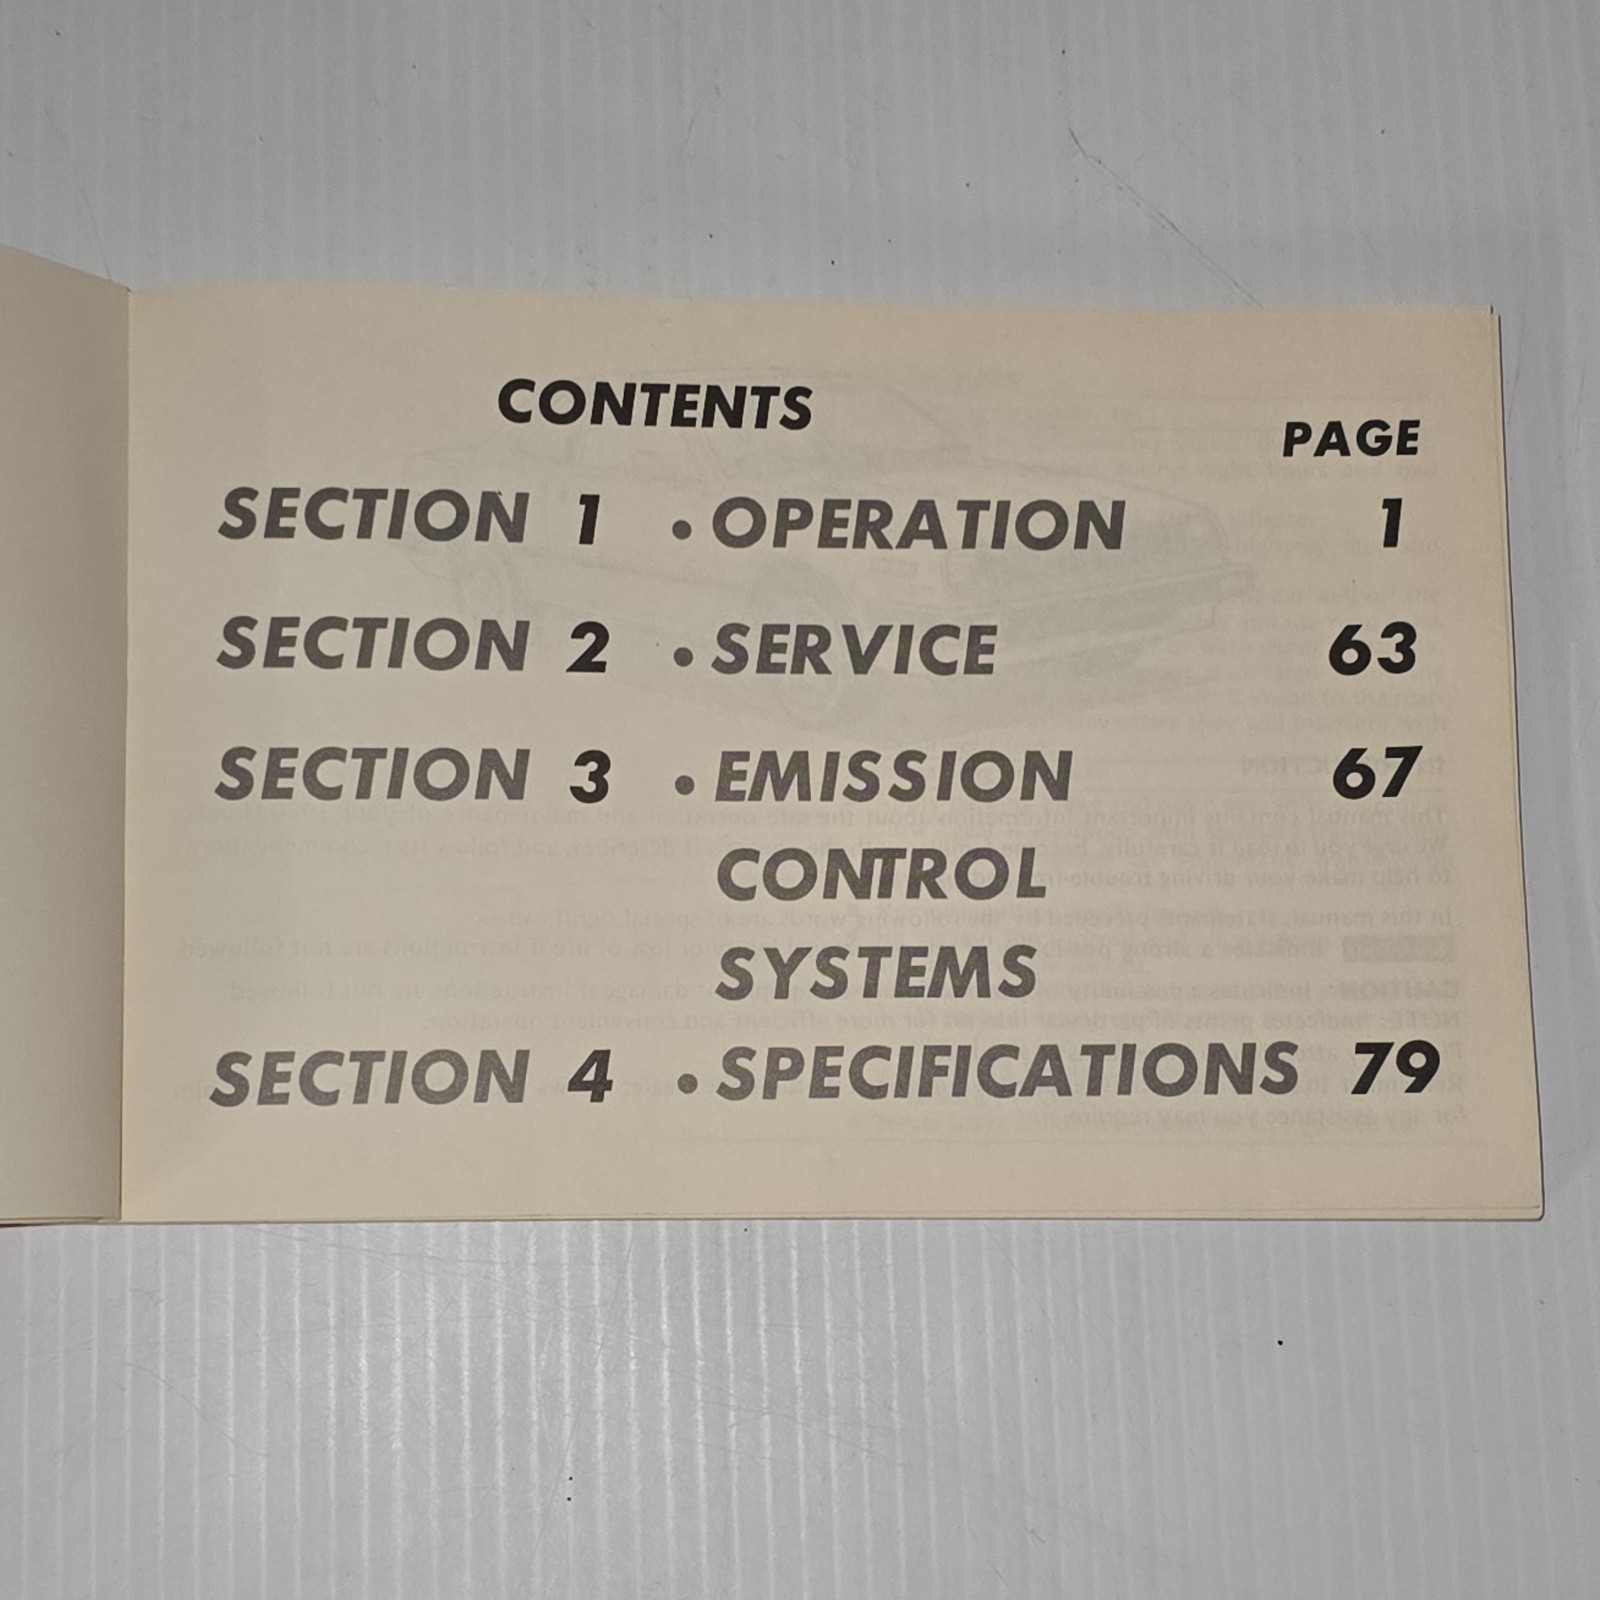 CONTENTS
PAGE
SECTION 1 • OPERATION 1
SECTION 2 • SERVICE 63
SECTION 3 • EMISSION 67
CONTROL
SYSTEMS
SECTION 4 • SPECIFICATIONS 79